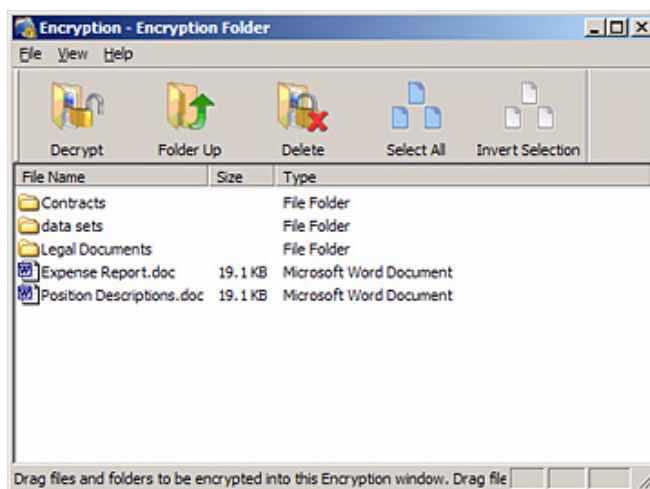 Encryption - Encryption Folder
File View Help
Decrypt Folder Up Delete Select All Invert Selection
File Name Size Type
Contracts File Folder
data sets File Folder
Legal Documents File Folder
Expense Report.doc 19.1 KB Microsoft Word Document
Position Descriptions.doc 19.1 KB Microsoft Word Document
Drag files and folders to be encrypted into this Encryption window. Drag file